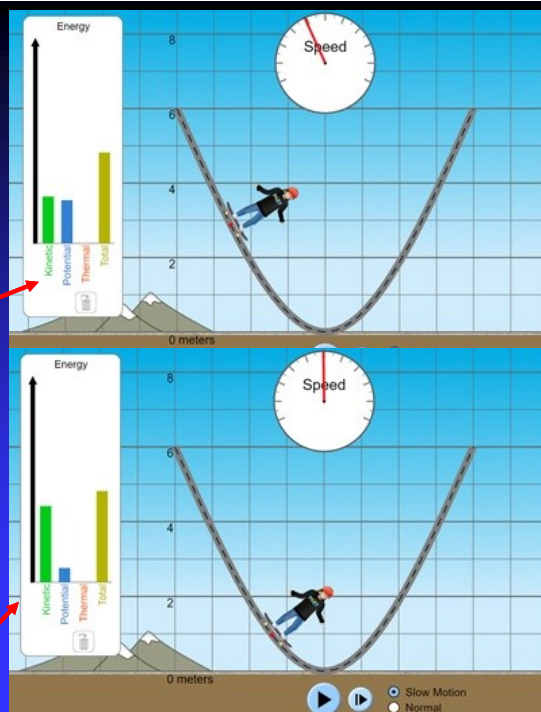 Energy
Kinetic
Potential
Thermal
Total
Speed
8
6
4
2
0 meters
Energy
Kinetic
Potential
Thermal
Total
Speed
8
6
4
2
0 meters
Slow Motion
Normal